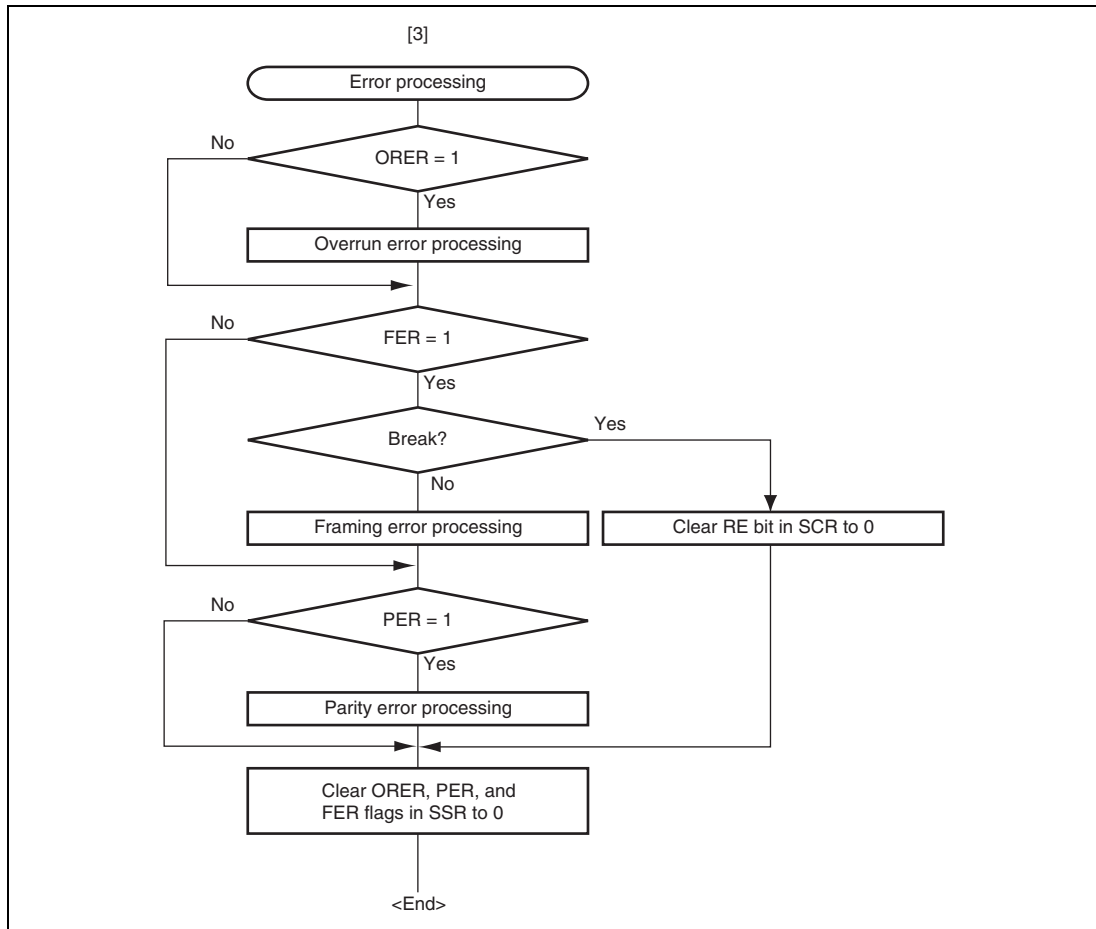 [3]
Error processing
No
ORER = 1
Yes
Overrun error processing
No
FER = 1
Yes
Break?
Yes
No
Framing error processing
Clear RE bit in SCR to 0
No
PER = 1
Yes
Parity error processing
Clear ORER, PER, and
FER flags in SSR to 0
<End>